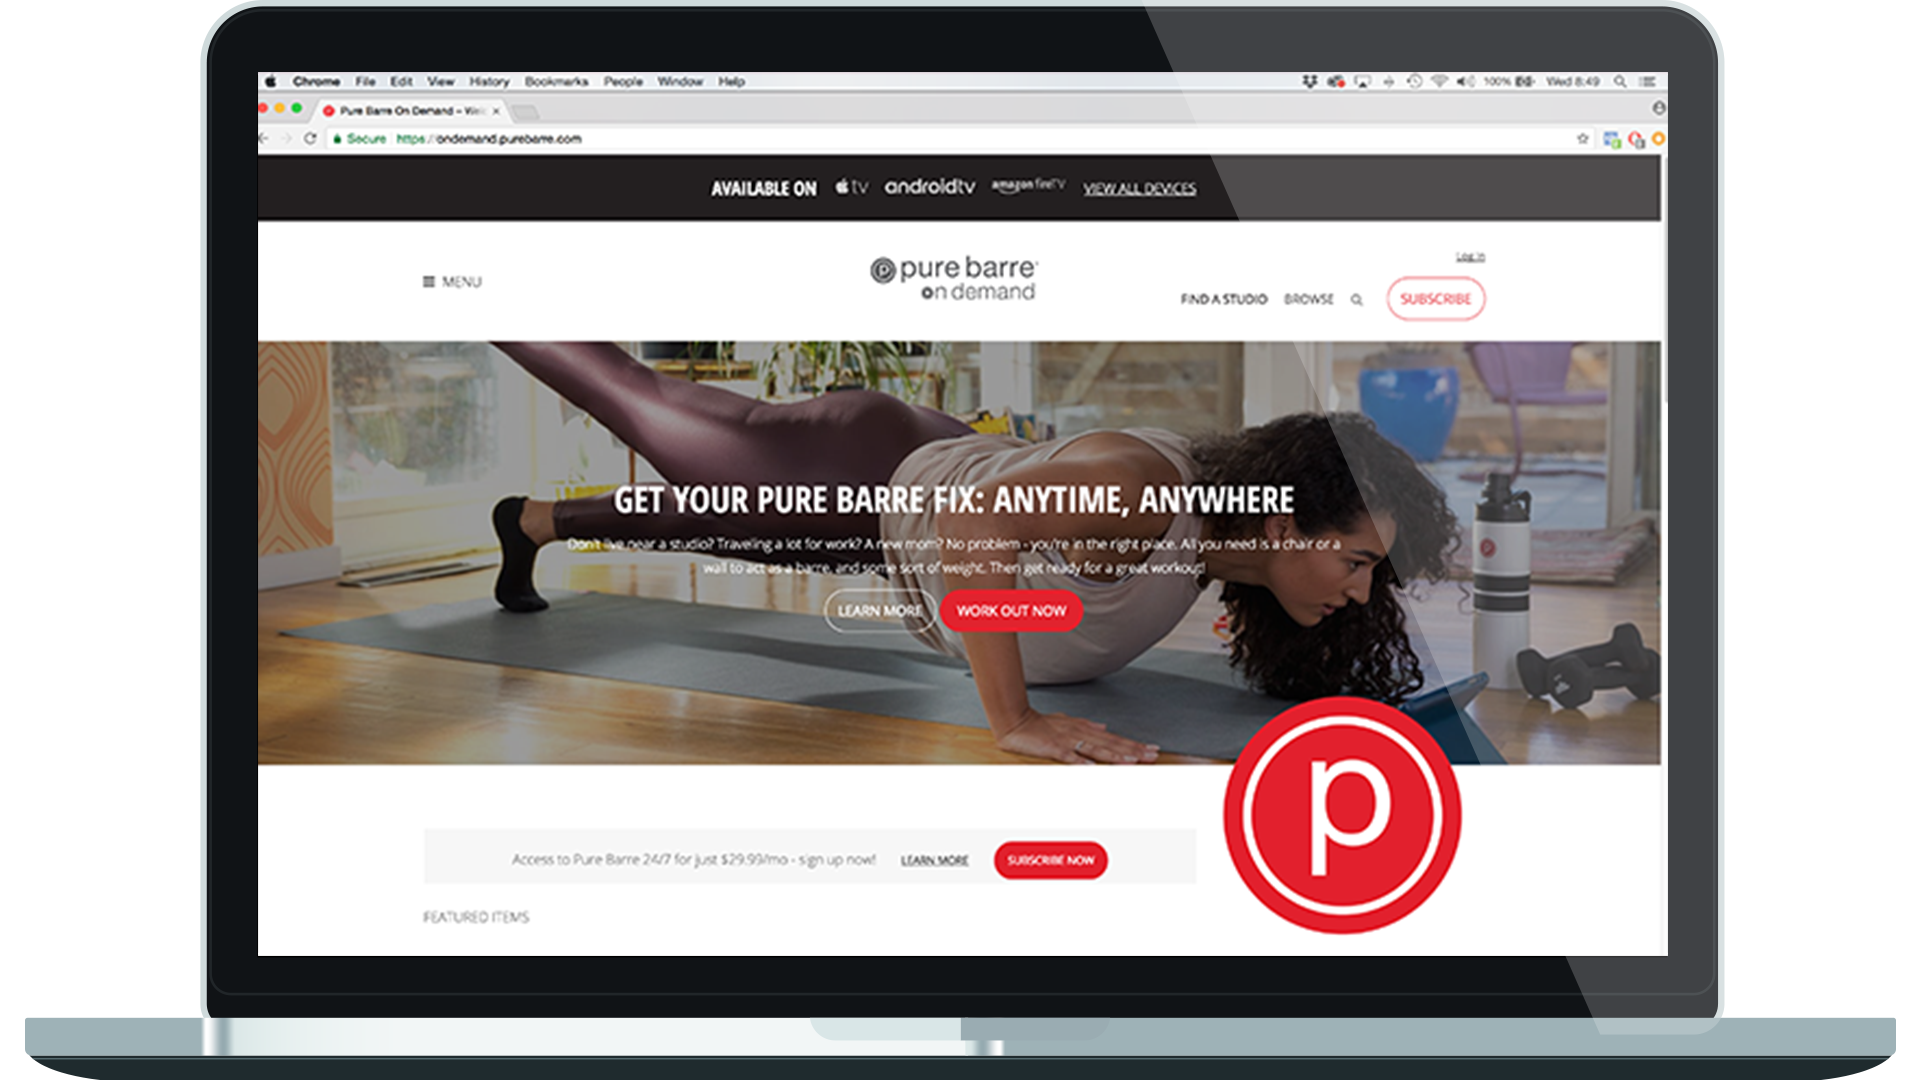 Chrome File Edit View History Bookmarks People Window Help 100% Wed 8:49
Pure Barre On Demand – Welc
Secure https://ondemand.purebarre.com
AVAILABLE ON tv androidtv amazon fireTV VIEW ALL DEVICES
MENU
pure barre
on demand
Log in
FIND A STUDIO BROWSE SUBSCRIBE
GET YOUR PURE BARRE FIX: ANYTIME, ANYWHERE
Don't live near a studio? Traveling a lot for work? A new mom? No problem - you're in the right place. All you need is a chair or a
wall to act as a barre, and some sort of weight. Then get ready for a great workout!
LEARN MORE WORK OUT NOW
p
Access to Pure Barre 24/7 for just $29.99/mo - sign up now! LEARN MORE SUBSCRIBE NOW
FEATURED ITEMS